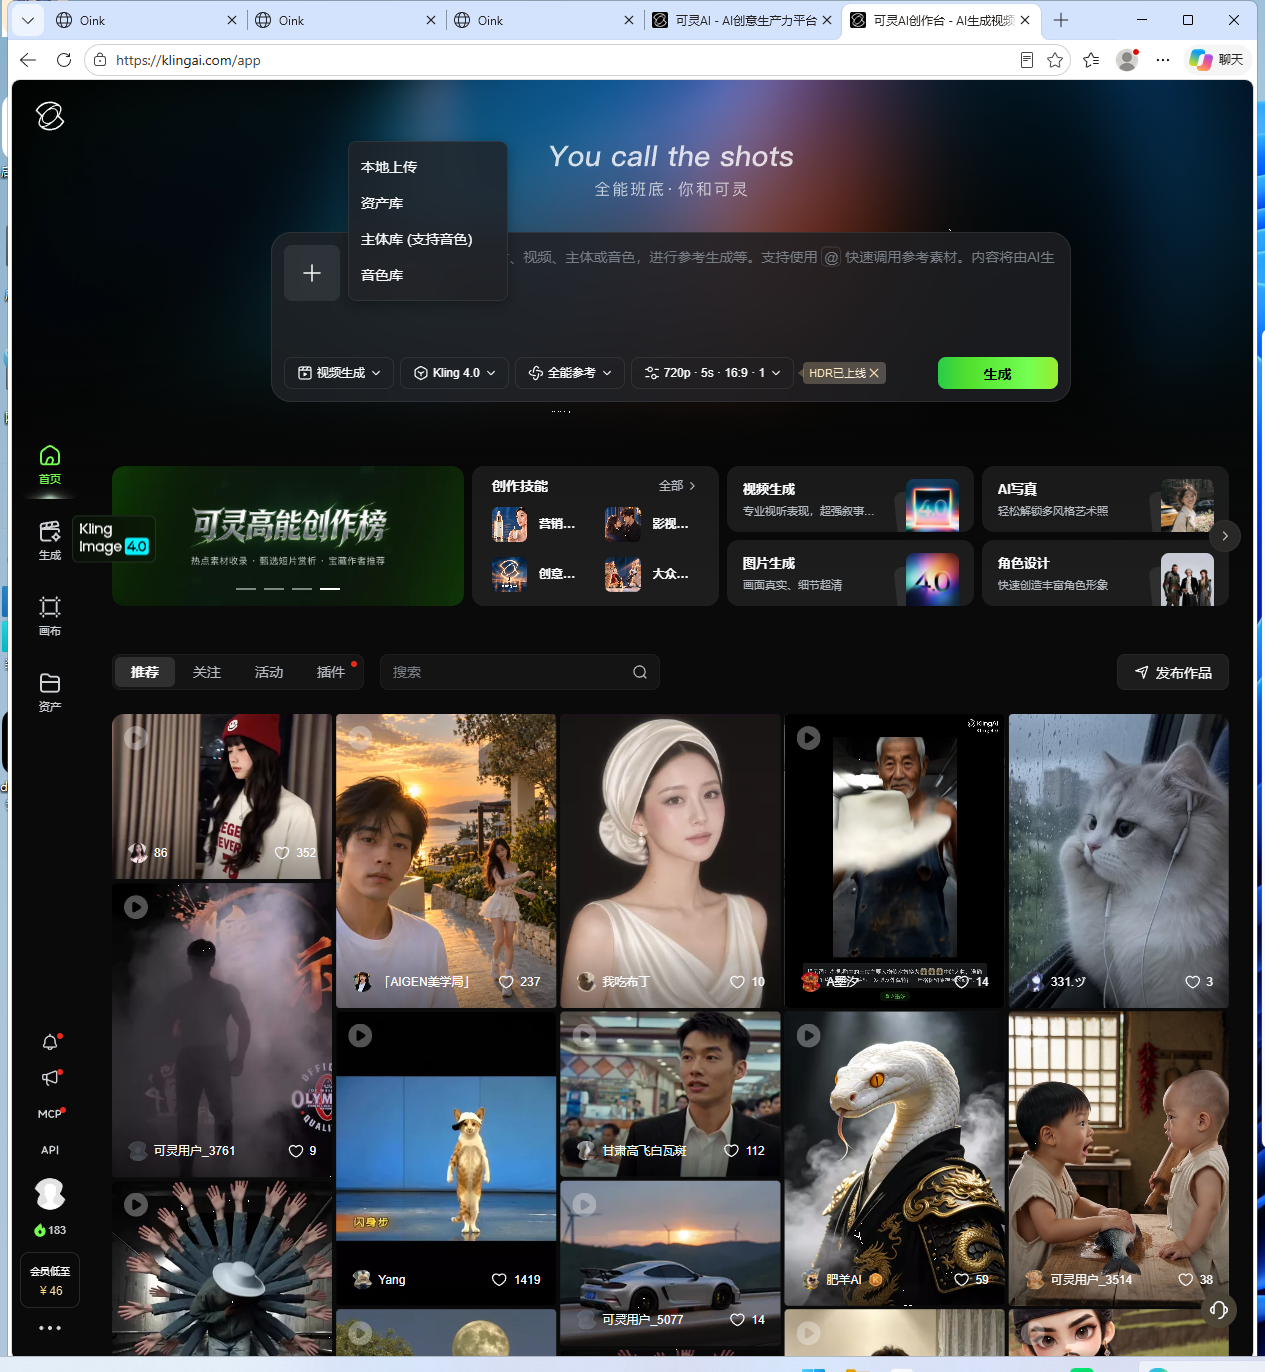 Oink
Oink
Oink
可灵AI - AI创意生产力平台
可灵AI创作台 - AI生成视频
https://klingai.com/app
聊天
You call the shots
全能班底·你和可灵
本地上传
资产库
主体库 (支持音色)
音色库
、视频、主体或音色，进行参考生成等。支持使用 @ 快速调用参考素材。内容将由AI生
视频生成
Kling 4.0
全能参考
720p · 5s · 16:9 · 1
HDR已上线
生成
首页
生成
Kling
Image 4.0
画布
资产
可灵高能创作榜
热点素材收录 · 甄选短片赏析 · 宝藏作者推荐
创作技能
全部
营销...
影视...
创意...
大众...
视频生成
专业视听表现，超强叙事...
4.0
图片生成
画面真实、细节超清
4.0
AI写真
轻松解锁多风格艺术照
角色设计
快速创造丰富角色形象
推荐
关注
活动
插件
搜索
发布作品
86
352
「AIGEN美学局」
237
我吃布丁
10
KlingAI
A墨汐
14
331.ヅ
3
可灵用户_3761
9
闪身步
Yang
1419
甘肃高飞白瓦斑
112
可灵用户_5077
14
肥羊AI
59
可灵用户_3514
38
MCP
API
183
会员低至
¥ 46